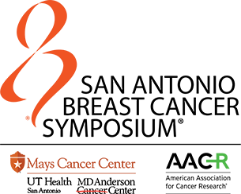 SAN ANTONIO
BREAST CANCER
SYMPOSIUM®
Mays Cancer Center
UT Health
San Antonio
MD Anderson
Cancer Center
AACR
American Association
for Cancer Research®